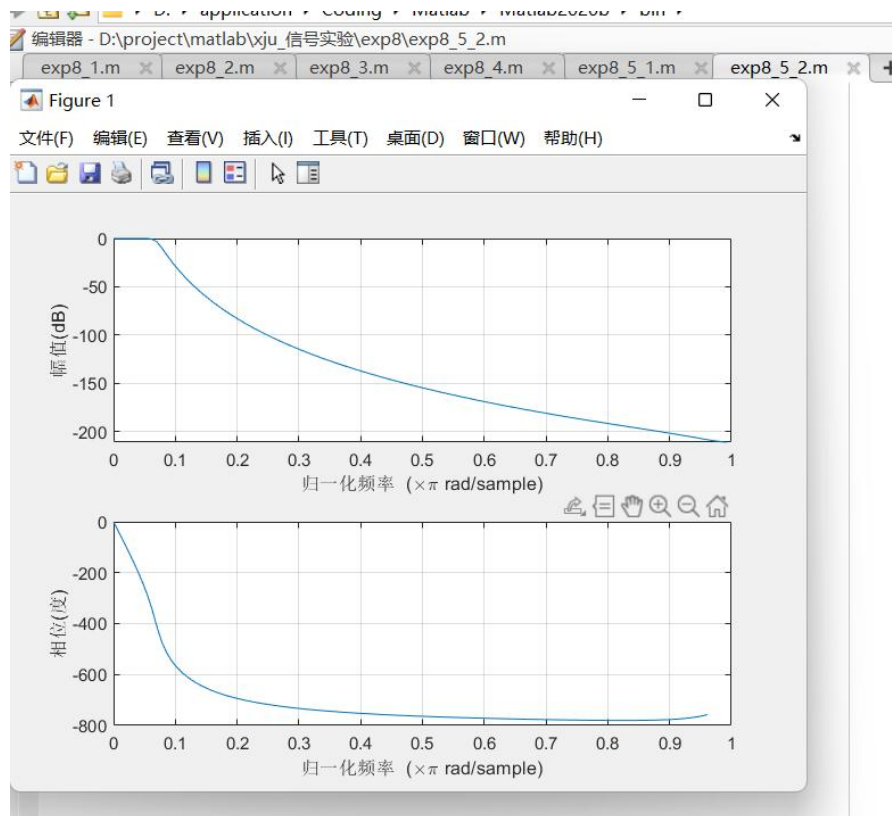 D: application Coding Matlab Matlab2020b bin
编辑器 - D:\project\matlab\xju_信号实验\exp8\exp8_5_2.m
exp8_1.m exp8_2.m exp8_3.m exp8_4.m exp8_5_1.m exp8_5_2.m
Figure 1
文件(F) 编辑(E) 查看(V) 插入(I) 工具(T) 桌面(D) 窗口(W) 帮助(H)
幅值(dB)
0
-50
-100
-150
-200
0 0.1 0.2 0.3 0.4 0.5 0.6 0.7 0.8 0.9 1
归一化频率 (×π rad/sample)
相位(度)
0
-200
-400
-600
-800
0 0.1 0.2 0.3 0.4 0.5 0.6 0.7 0.8 0.9 1
归一化频率 (×π rad/sample)